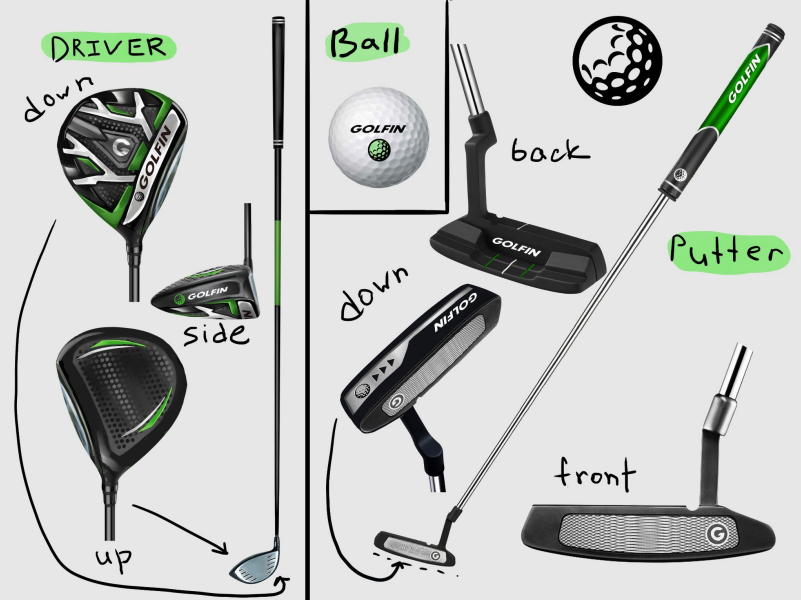 DRIVER
down
G
GOLFIN
GOLFIN
side
up
Ball
GOLFIN
back
GOLFIN
down
GOLFIN
G
GOLFIN
Putter
front
G